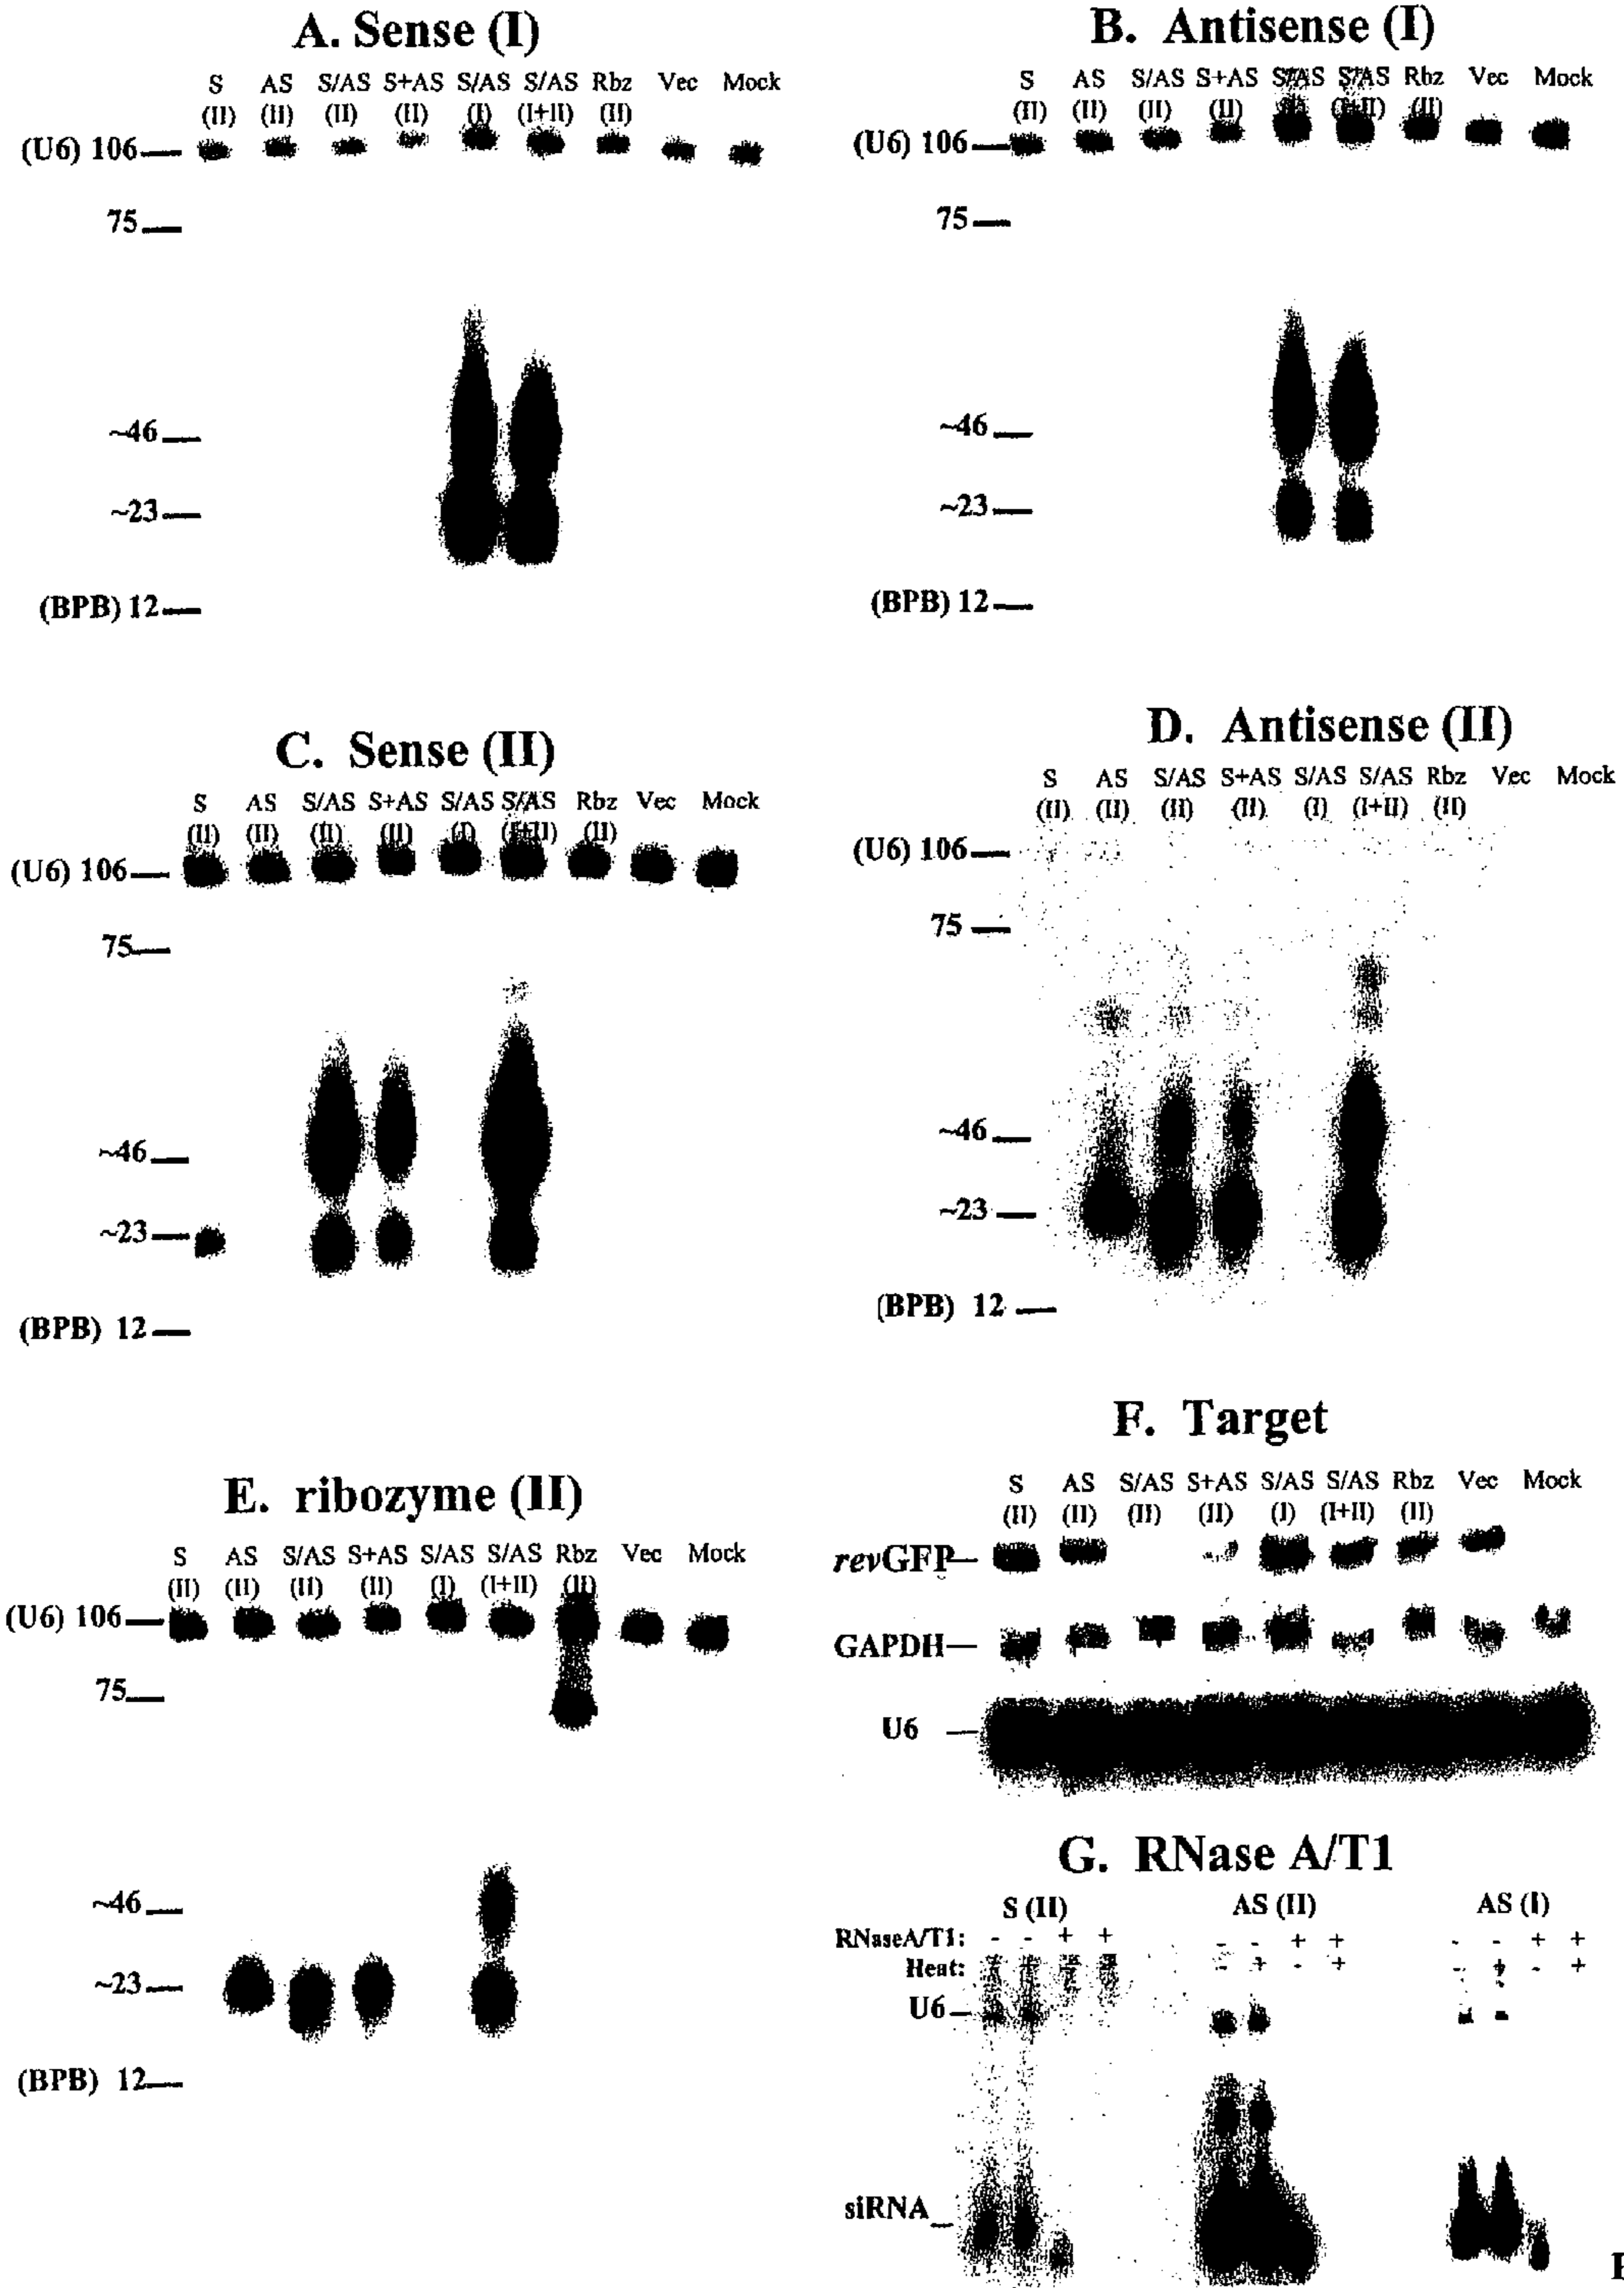 A. Sense (I)
S AS S/AS S+AS S/AS S/AS Rbz Vec Mock
(II) (II) (II) (II) (I) (I+II) (II)
(U6) 106
75
~46
~23
(BPB) 12
B. Antisense (I)
S AS S/AS S+AS S/AS S/AS Rbz Vec Mock
(II) (II) (II) (II) (I+II) (II)
(U6) 106
75
~46
~23
(BPB) 12
C. Sense (II)
S AS S/AS S+AS S/AS S/AS Rbz Vec Mock
(II) (II) (II) (II) (I) (I+II) (II)
(U6) 106
75
~46
~23
(BPB) 12
D. Antisense (II)
S AS S/AS S+AS S/AS S/AS Rbz Vec Mock
(II) (II) (II) (II) (I) (I+II) (II)
(U6) 106
75
~46
~23
(BPB) 12
E. ribozyme (II)
S AS S/AS S+AS S/AS S/AS Rbz Vec Mock
(II) (II) (II) (II) (I) (I+II) (II)
(U6) 106
75
~46
~23
(BPB) 12
F. Target
S AS S/AS S+AS S/AS S/AS Rbz Vec Mock
(II) (II) (II) (II) (I) (I+II) (II)
revGFP
GAPDH
U6
G. RNase A/T1
S (II) AS (II) AS (I)
RNaseA/T1: - - + + - - + + - - + +
Heat: - + - + - + - +
U6
siRNA